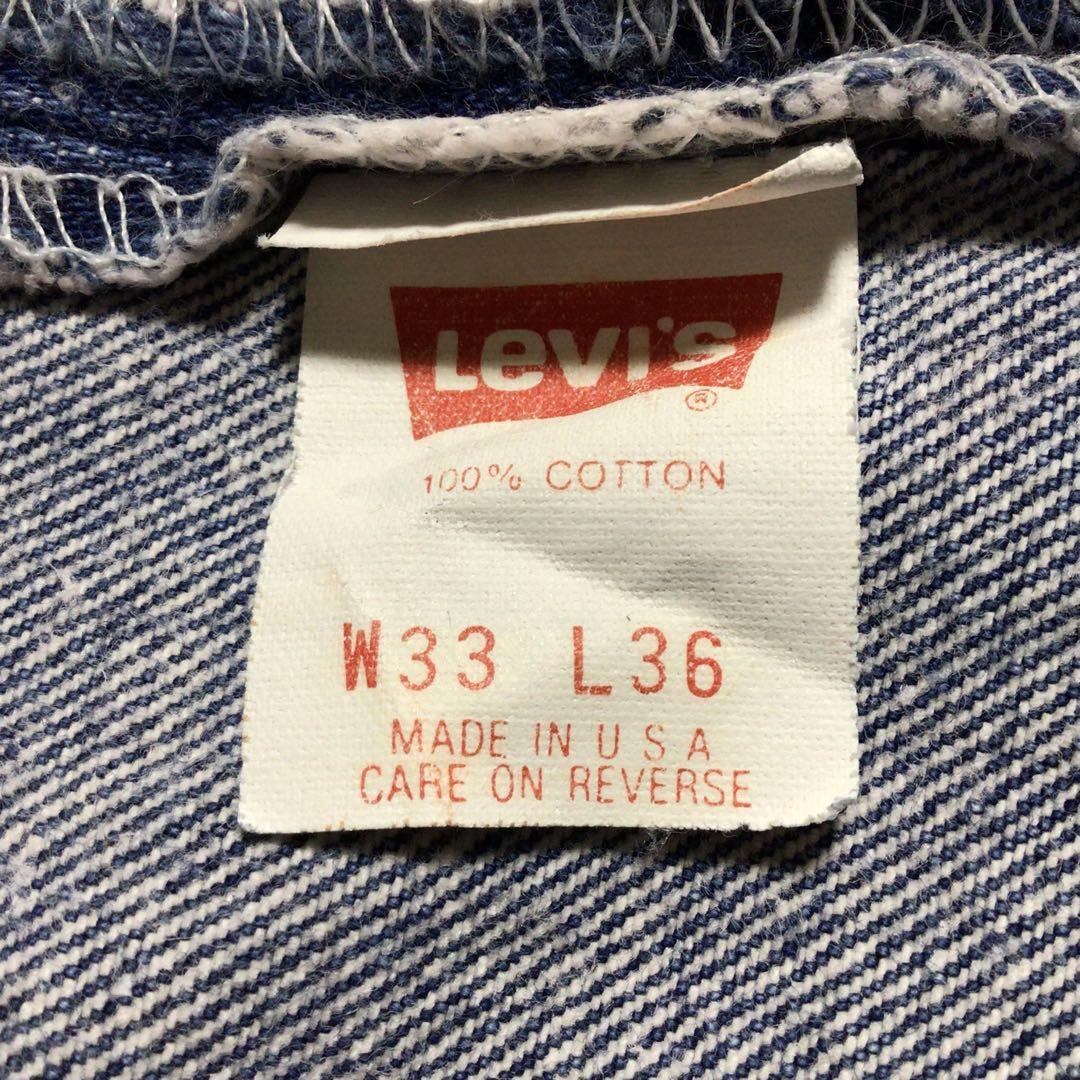 Levi's
®
100% COTTON
W33 L36
MADE IN U S A
CARE ON REVERSE